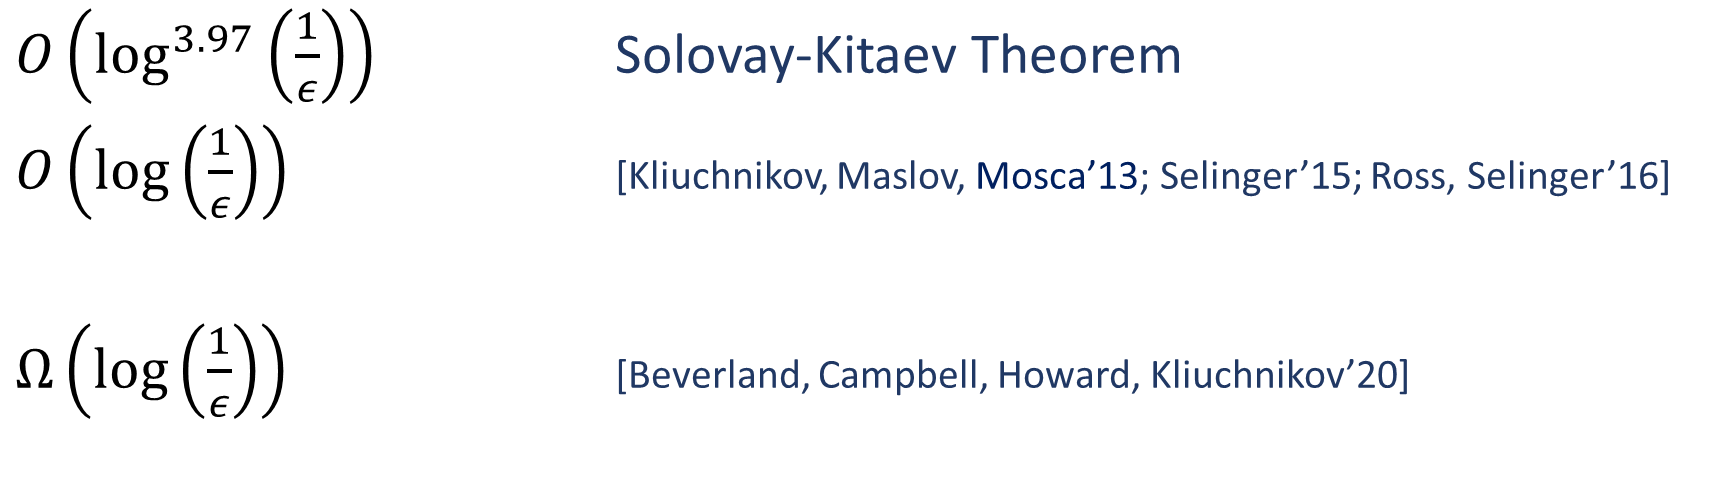 O(log^3.97(1/ϵ)) Solovay-Kitaev Theorem
O(log(1/ϵ)) [Kliuchnikov, Maslov, Mosca’13; Selinger’15; Ross, Selinger’16]
Ω(log(1/ϵ)) [Beverland, Campbell, Howard, Kliuchnikov’20]